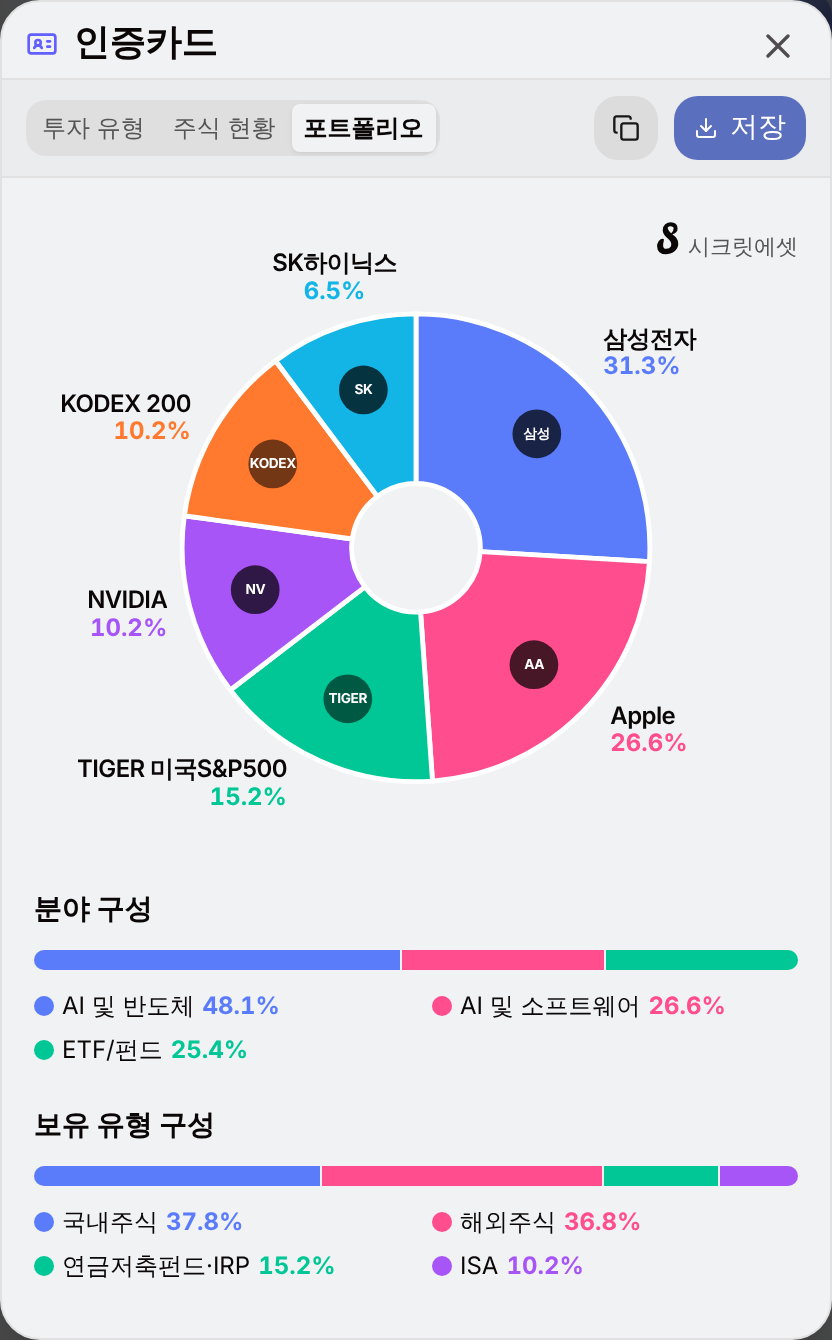 인증카드
투자 유형
주식 현황
포트폴리오
저장
S 시크릿에셋
SK하이닉스
6.5%
삼성전자
31.3%
KODEX 200
10.2%
SK
삼성
KODEX
NVIDIA
10.2%
NV
AA
TIGER
Apple
26.6%
TIGER 미국S&P500
15.2%
분야 구성
AI 및 반도체 48.1%
AI 및 소프트웨어 26.6%
ETF/펀드 25.4%
보유 유형 구성
국내주식 37.8%
해외주식 36.8%
연금저축펀드·IRP 15.2%
ISA 10.2%